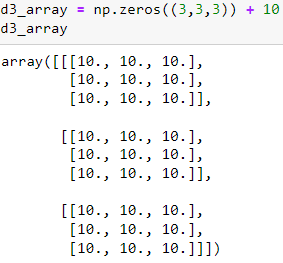 d3_array = np.zeros((3,3,3)) + 10
d3_array
array([[[10., 10., 10.],
[10., 10., 10.],
[10., 10., 10.]],
[[10., 10., 10.],
[10., 10., 10.],
[10., 10., 10.]],
[[10., 10., 10.],
[10., 10., 10.],
[10., 10., 10.]]])